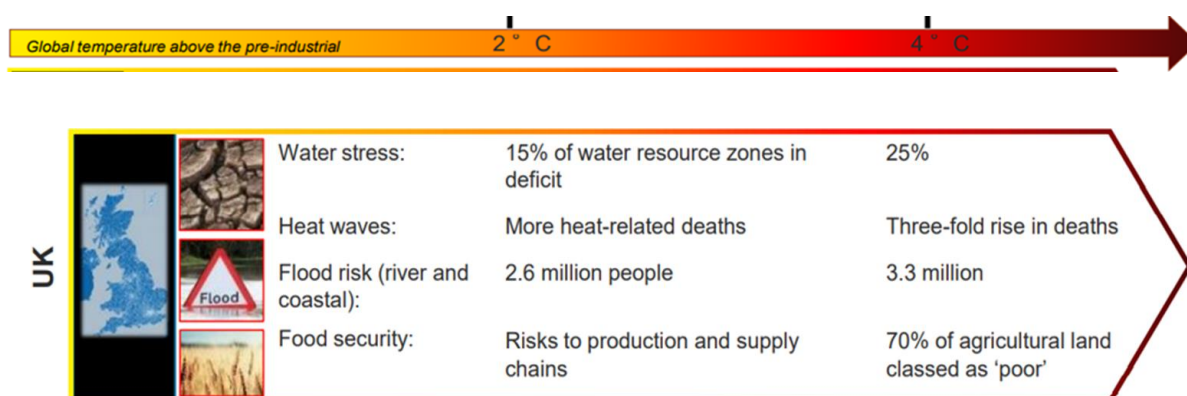 Global temperature above the pre-industrial
2° C
4° C
UK
Water stress:
15% of water resource zones in
deficit
25%
Heat waves:
More heat-related deaths
Three-fold rise in deaths
Flood
Flood risk (river and
coastal):
2.6 million people
3.3 million
Food security:
Risks to production and supply
chains
70% of agricultural land
classed as ‘poor’